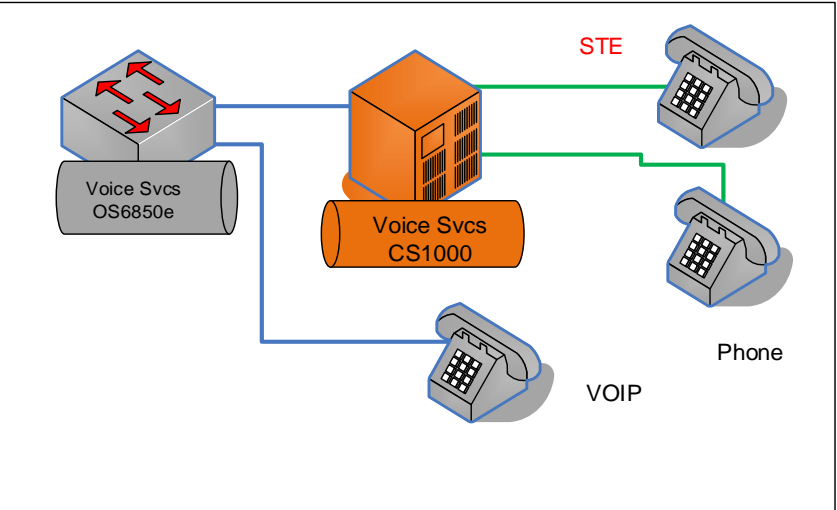 STE
Voice Svcs
OS6850e
Voice Svcs
CS1000
Phone
VOIP